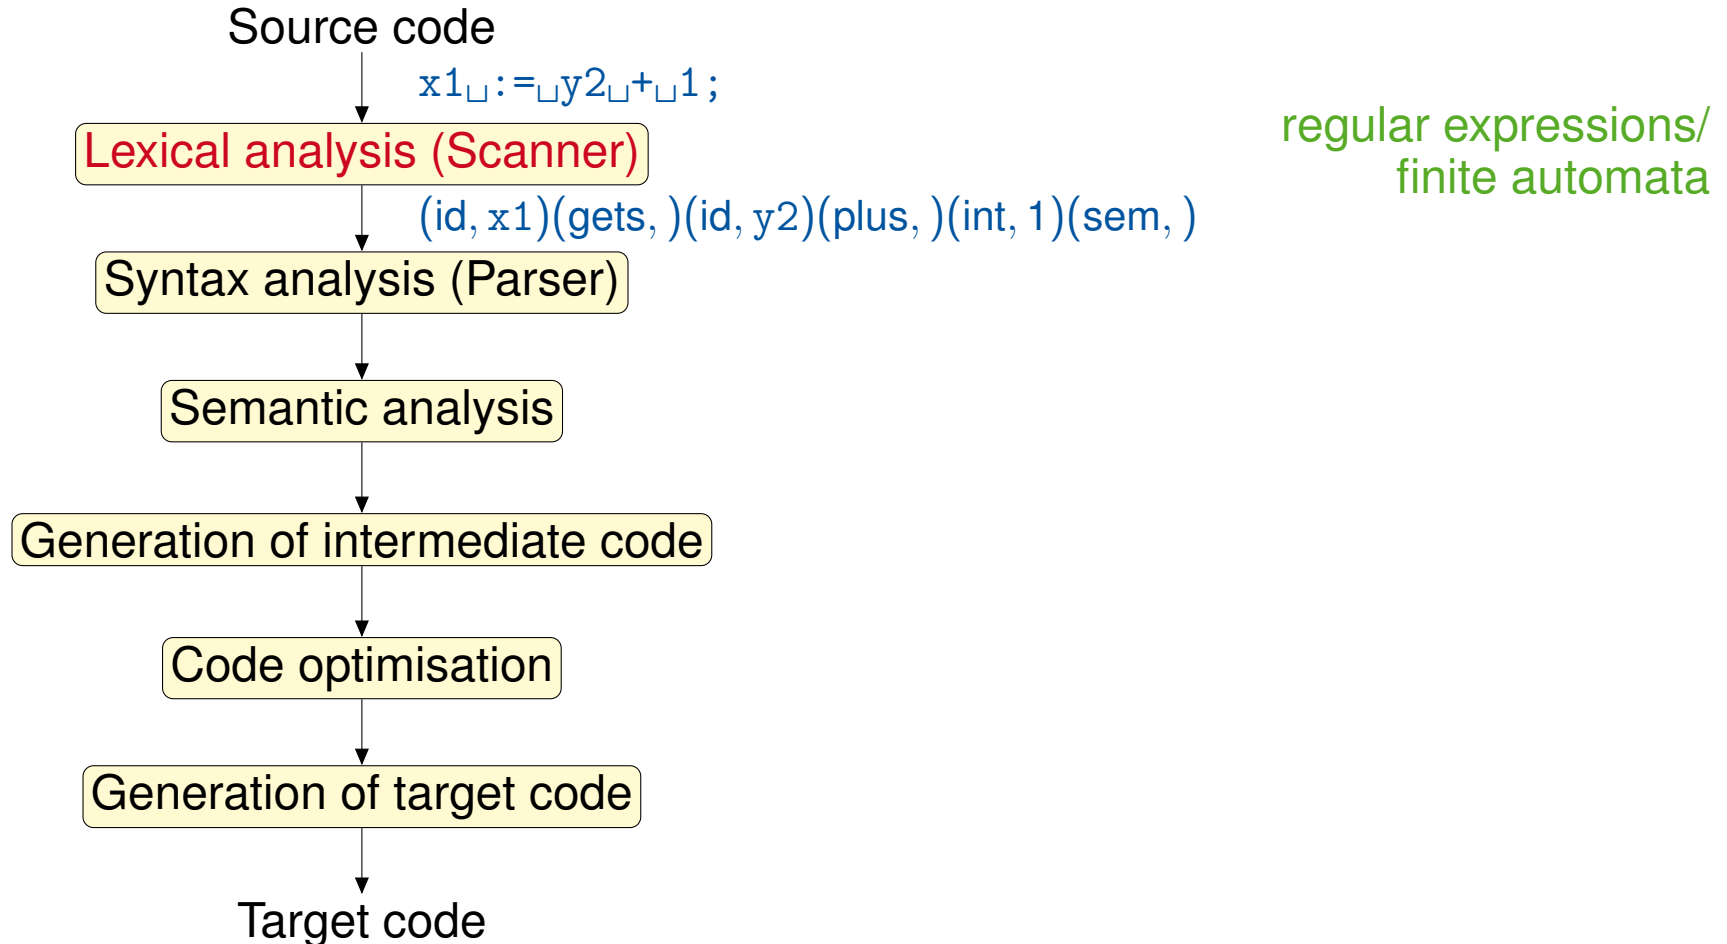 Source code
x1␣:=␣y2␣+␣1;
regular expressions/
finite automata
Lexical analysis (Scanner)
(id, x1)(gets, )(id, y2)(plus, )(int, 1)(sem, )
Syntax analysis (Parser)
Semantic analysis
Generation of intermediate code
Code optimisation
Generation of target code
Target code